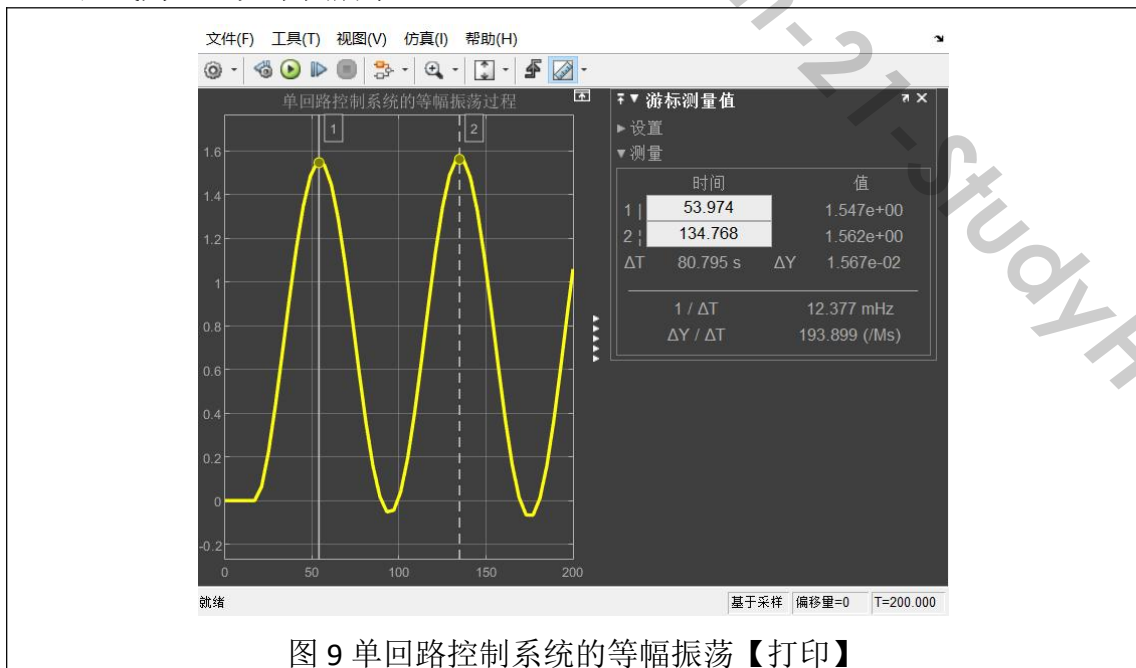 文件(F) 工具(T) 视图(V) 仿真(I) 帮助(H)
单回路控制系统的等幅振荡过程
1
2
1.6
1.4
1.2
1
0.8
0.6
0.4
0.2
0
-0.2
0 50 100 150 200
游标测量值
设置
测量
时间 值
1 | 53.974 1.547e+00
2 ¦ 134.768 1.562e+00
ΔT 80.795 s ΔY 1.567e-02
1 / ΔT 12.377 mHz
ΔY / ΔT 193.899 (/Ms)
就绪 基于采样 偏移量=0 T=200.000
图 9 单回路控制系统的等幅振荡【打印】
-21-StudyH